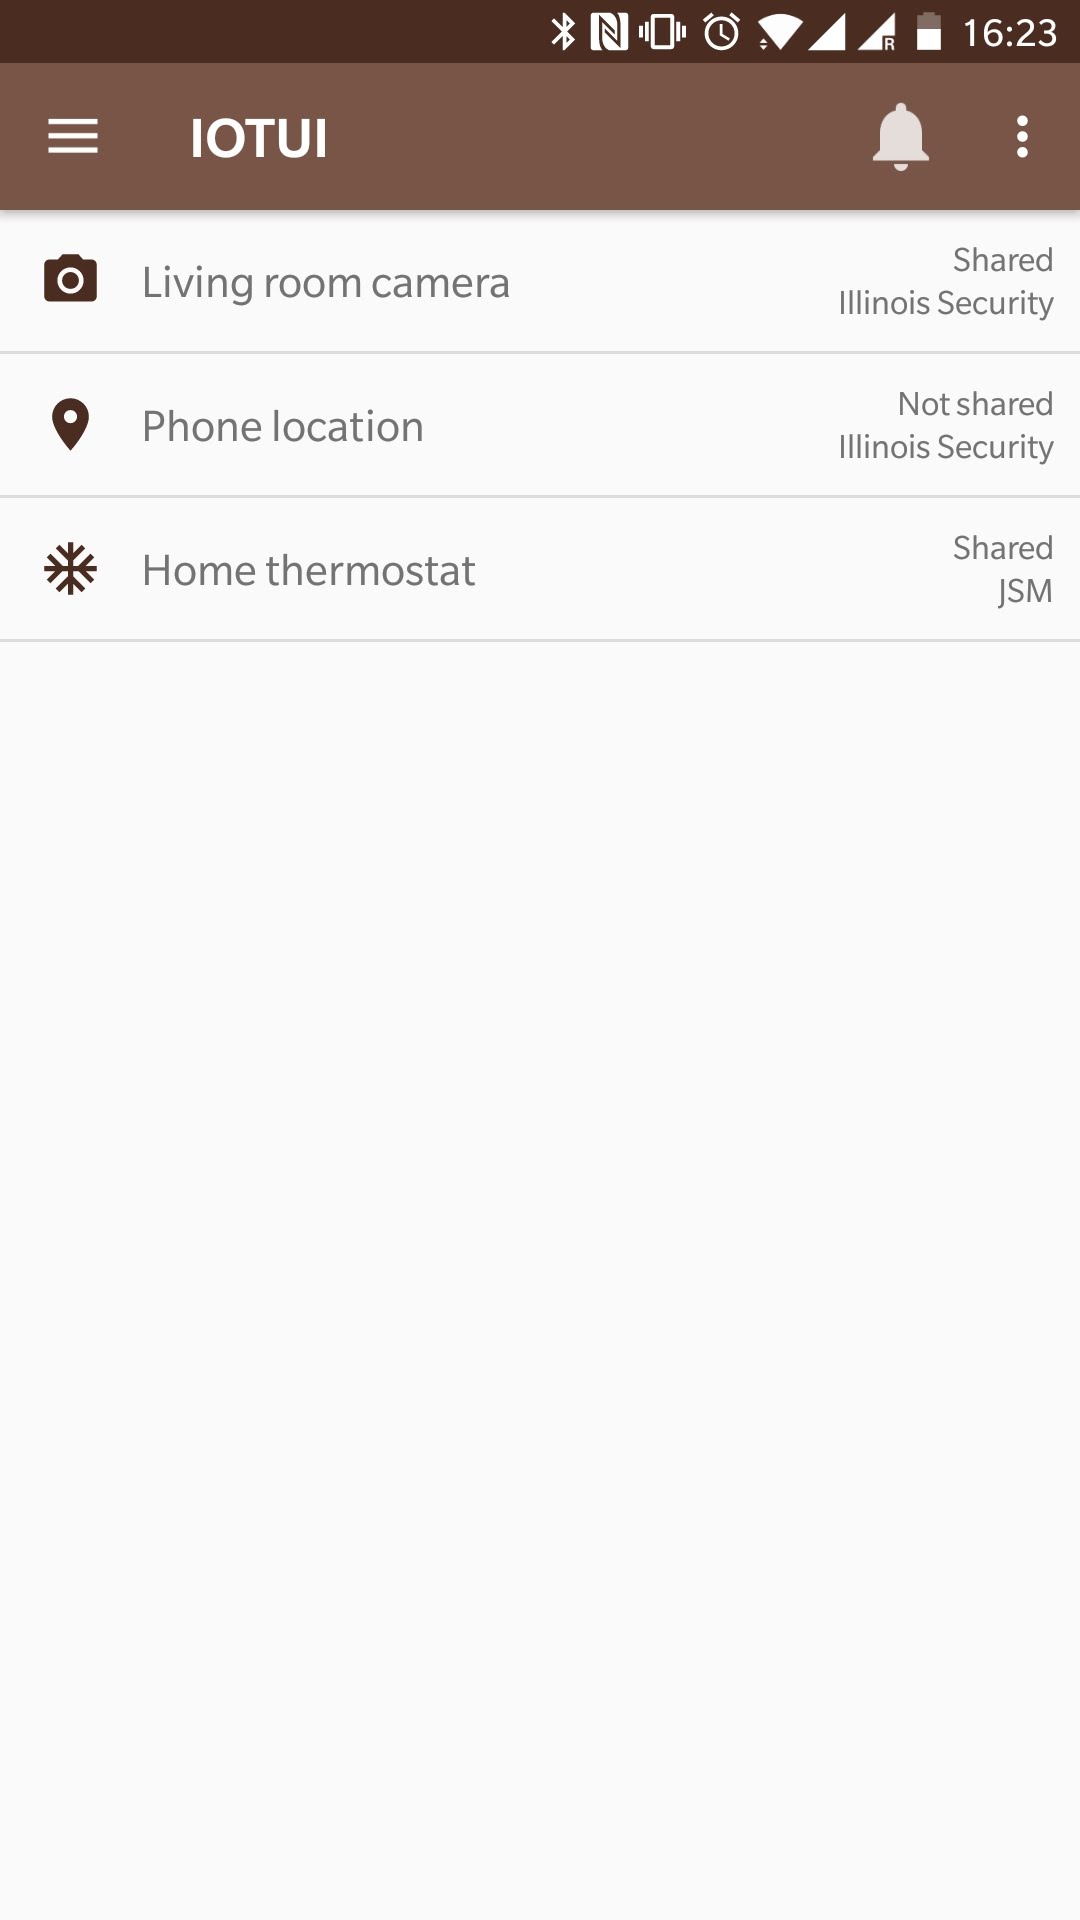 16:23
IOTUI
Living room camera
Shared
Illinois Security
Phone location
Not shared
Illinois Security
Home thermostat
Shared
JSM